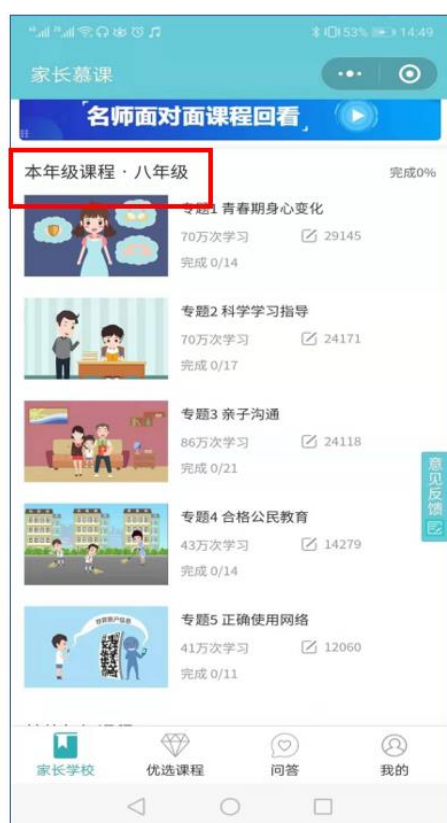 53% 14:49
家长慕课
名师面对面课程回看
本年级课程 · 八年级 完成0%
专题1 青春期身心变化
70万次学习 29145
完成 0/14
专题2 科学学习指导
70万次学习 24171
完成 0/17
专题3 亲子沟通
86万次学习 24118
完成 0/21
意见反馈
专题4 合格公民教育
43万次学习 14279
完成 0/14
专题5 正确使用网络
41万次学习 12060
完成 0/11
家长学校 优选课程 问答 我的